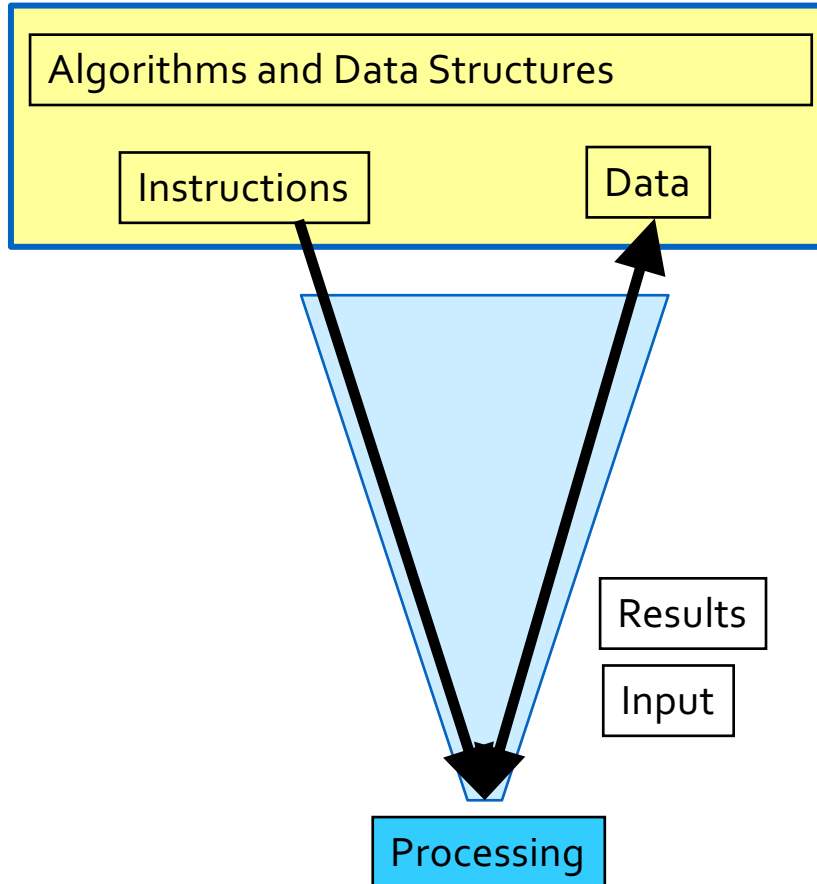 Algorithms and Data Structures
Instructions
Data
Results
Input
Processing